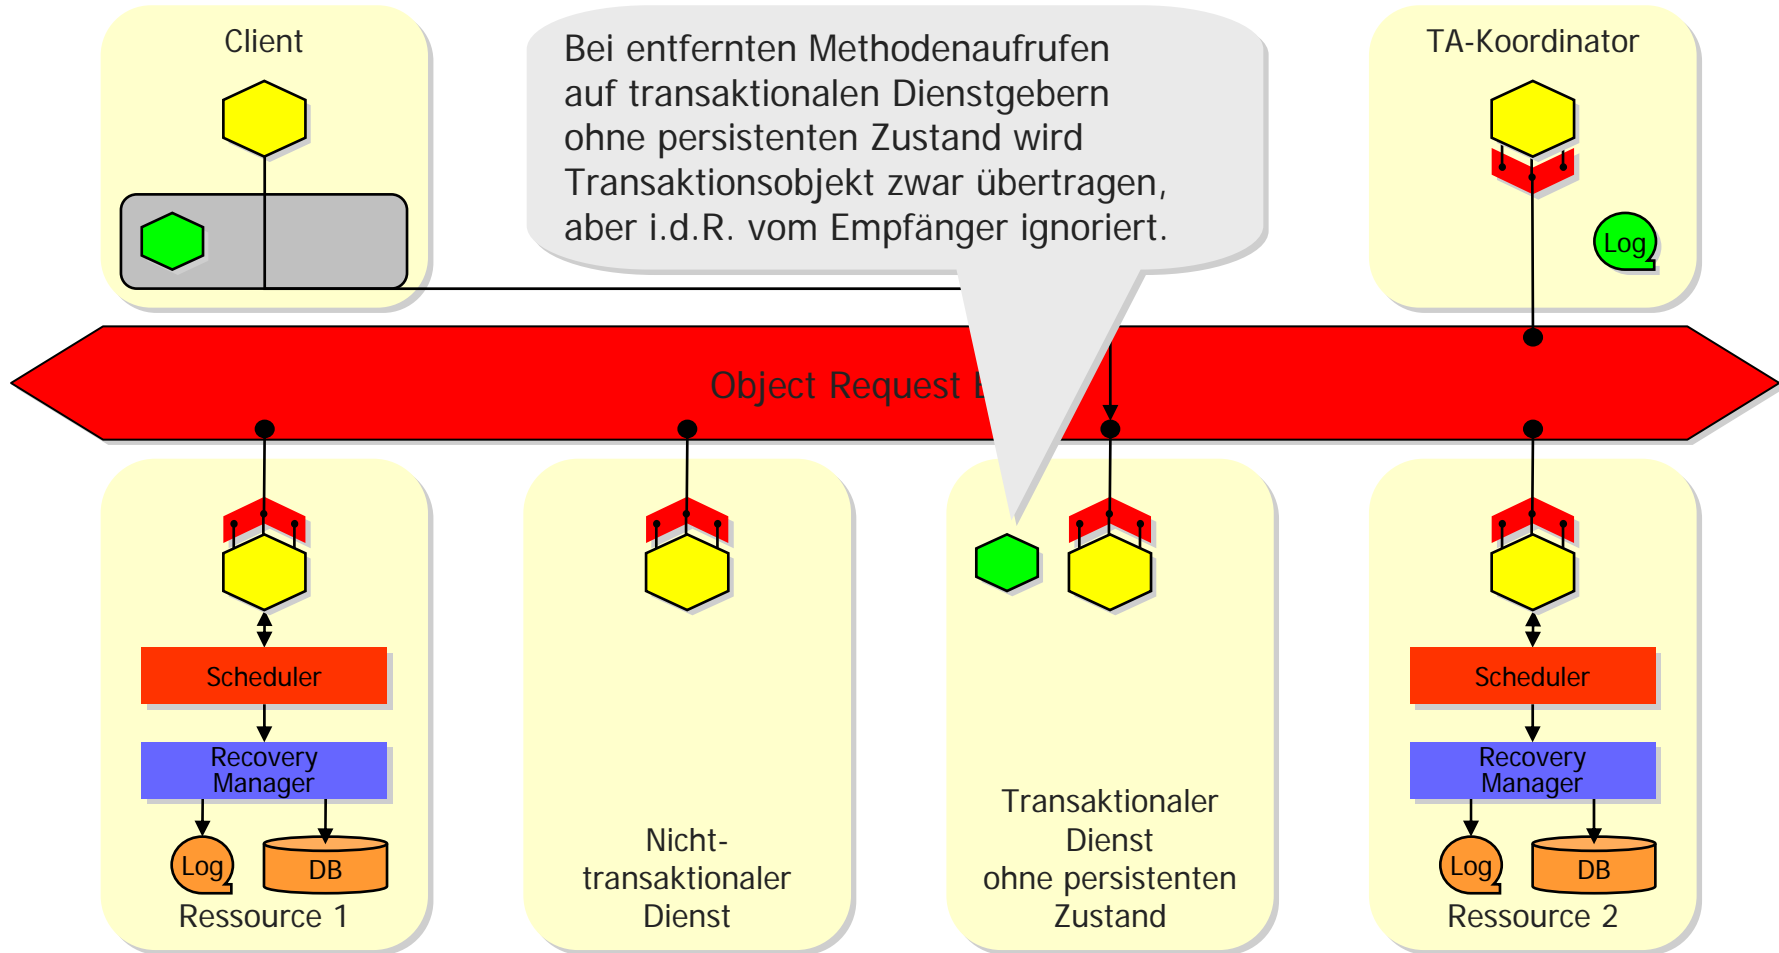 Client
Bei entfernten Methodenaufrufen
auf transaktionalen Dienstgebern
ohne persistenten Zustand wird
Transaktionsobjekt zwar übertragen,
aber i.d.R. vom Empfänger ignoriert.
TA-Koordinator
Log
Object Request
Scheduler
Recovery
Manager
Log
DB
Ressource 1
Nicht-
transaktionaler
Dienst
Transaktionaler
Dienst
ohne persistenten
Zustand
Scheduler
Recovery
Manager
Log
DB
Ressource 2